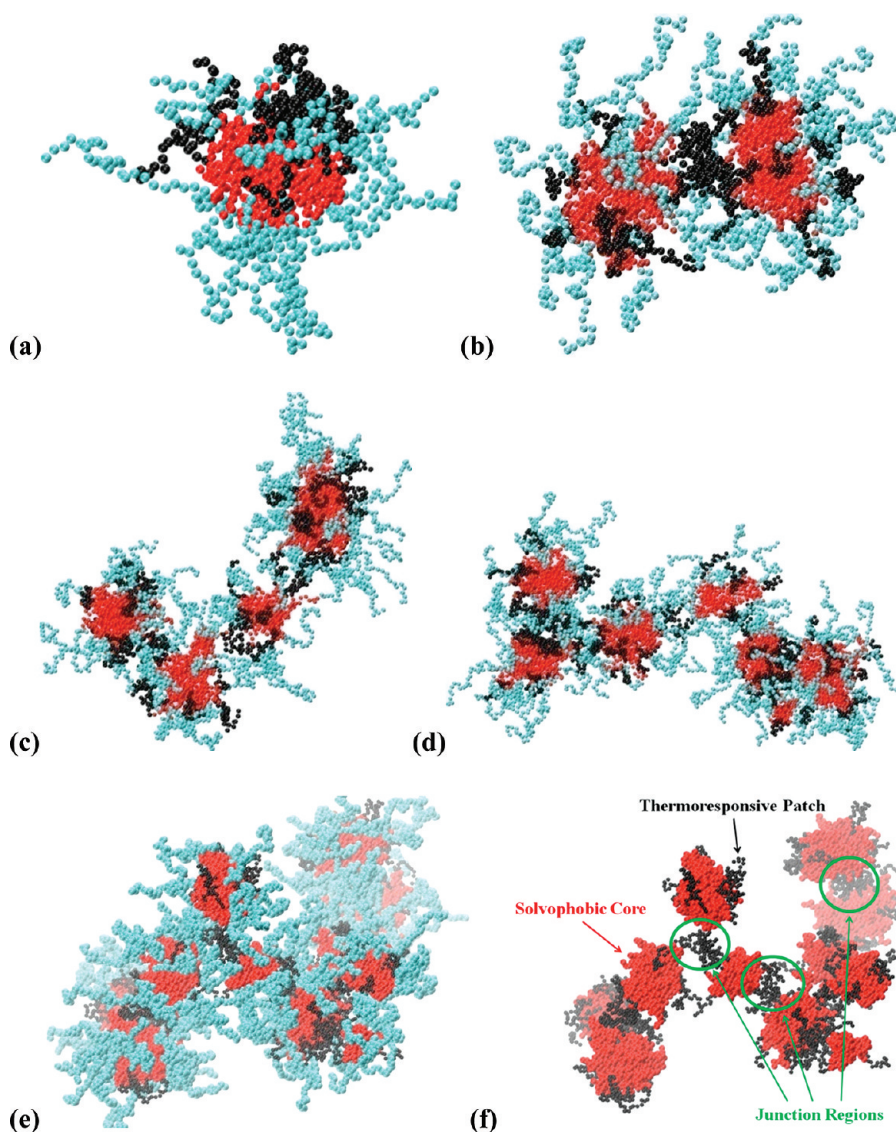 (a)
(b)
(c)
(d)
Thermoresponsive Patch
Solvophobic Core
(e)
(f)
Junction Regions